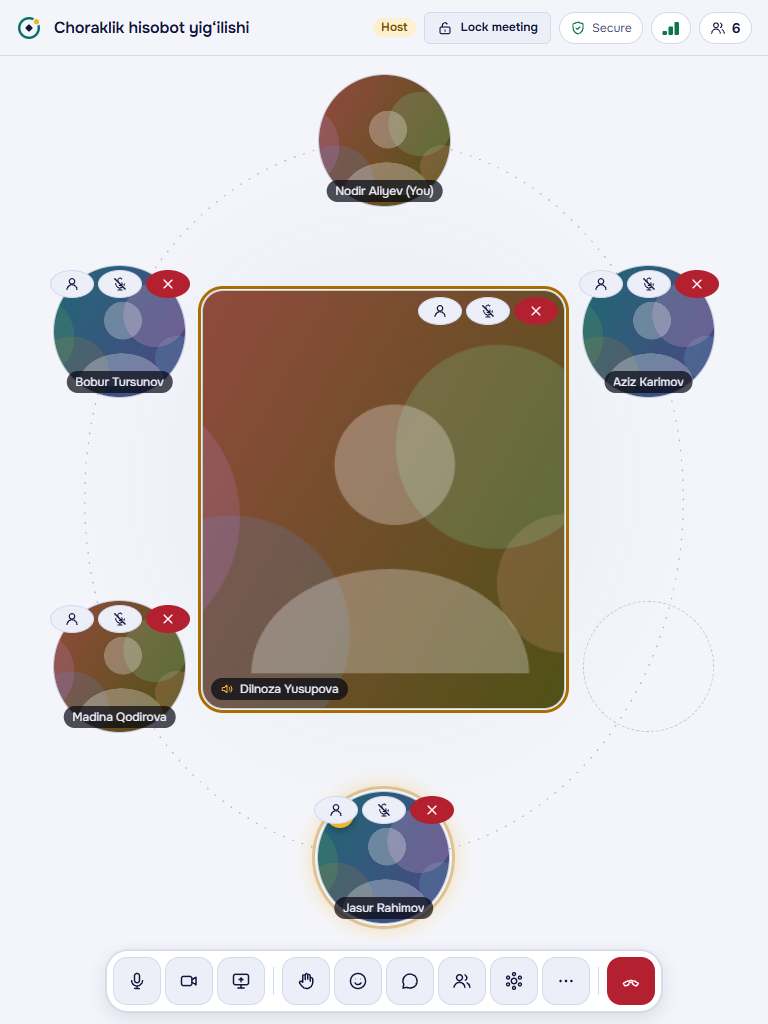 Choraklik hisobot yig‘ilishi
Host
Lock meeting
Secure
6
Nodir Aliyev (You)
Bobur Tursunov
Aziz Karimov
Dilnoza Yusupova
Madina Qodirova
Jasur Rahimov